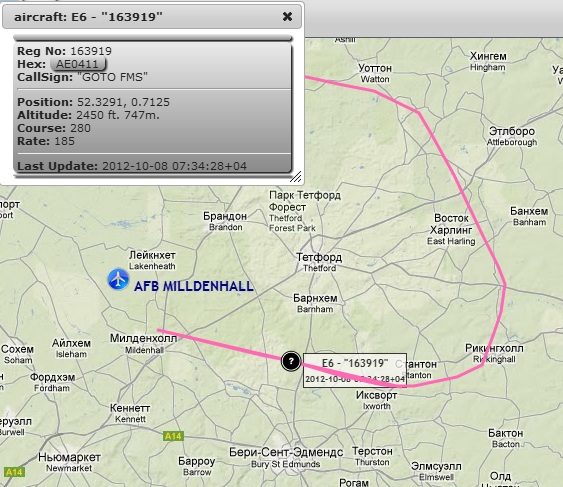 aircraft: E6 - "163919"
Reg No: 163919
Hex: AE0411
CallSign: "GOTO FMS"
Position: 52.3291, 0.7125
Altitude: 2450 ft. 747m.
Course: 280
Rate: 185
Last Update: 2012-10-08 07:34:28+04
Ashill
Уоттон
Watton
Хингем
Hingham
Этлборо
Attleborough
порт
port
Брандон
Brandon
Парк Тетфорд
Форест
Thetford
Forest Park
Восток
Харлинг
East Harling
Банхем
Banham
Лейкнхет
Lakenheath
Тетфорд
Thetford
AFB MILLDENHALL
Барнхем
Barnham
Милденхолл
Mildenhall
Айлхем
Isleham
Сохем
Soham
Рикингхолл
Rickinghall
?
E6 - "163919"
2012-10-08 07:34:28+04
Стантон
Stanton
Фордхэм
Fordham
Иксворт
Ixworth
Кеннетт
Kennett
A14
Бактон
Bacton
Ньюмаркет
Newmarket
A14
Барроу
Barrow
Бери-Сент-Эдмендс
Bury St Edmunds
Терстон
Thurston
Элмсуэлл
Elmswell
Рогам
Олд